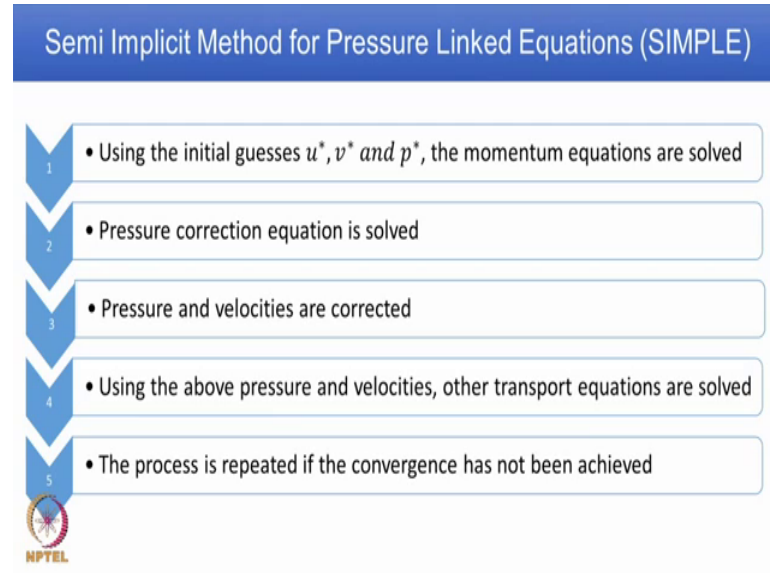 Semi Implicit Method for Pressure Linked Equations (SIMPLE)
1
• Using the initial guesses u*, v* and p*, the momentum equations are solved
2
• Pressure correction equation is solved
3
• Pressure and velocities are corrected
4
• Using the above pressure and velocities, other transport equations are solved
5
• The process is repeated if the convergence has not been achieved
NPTEL